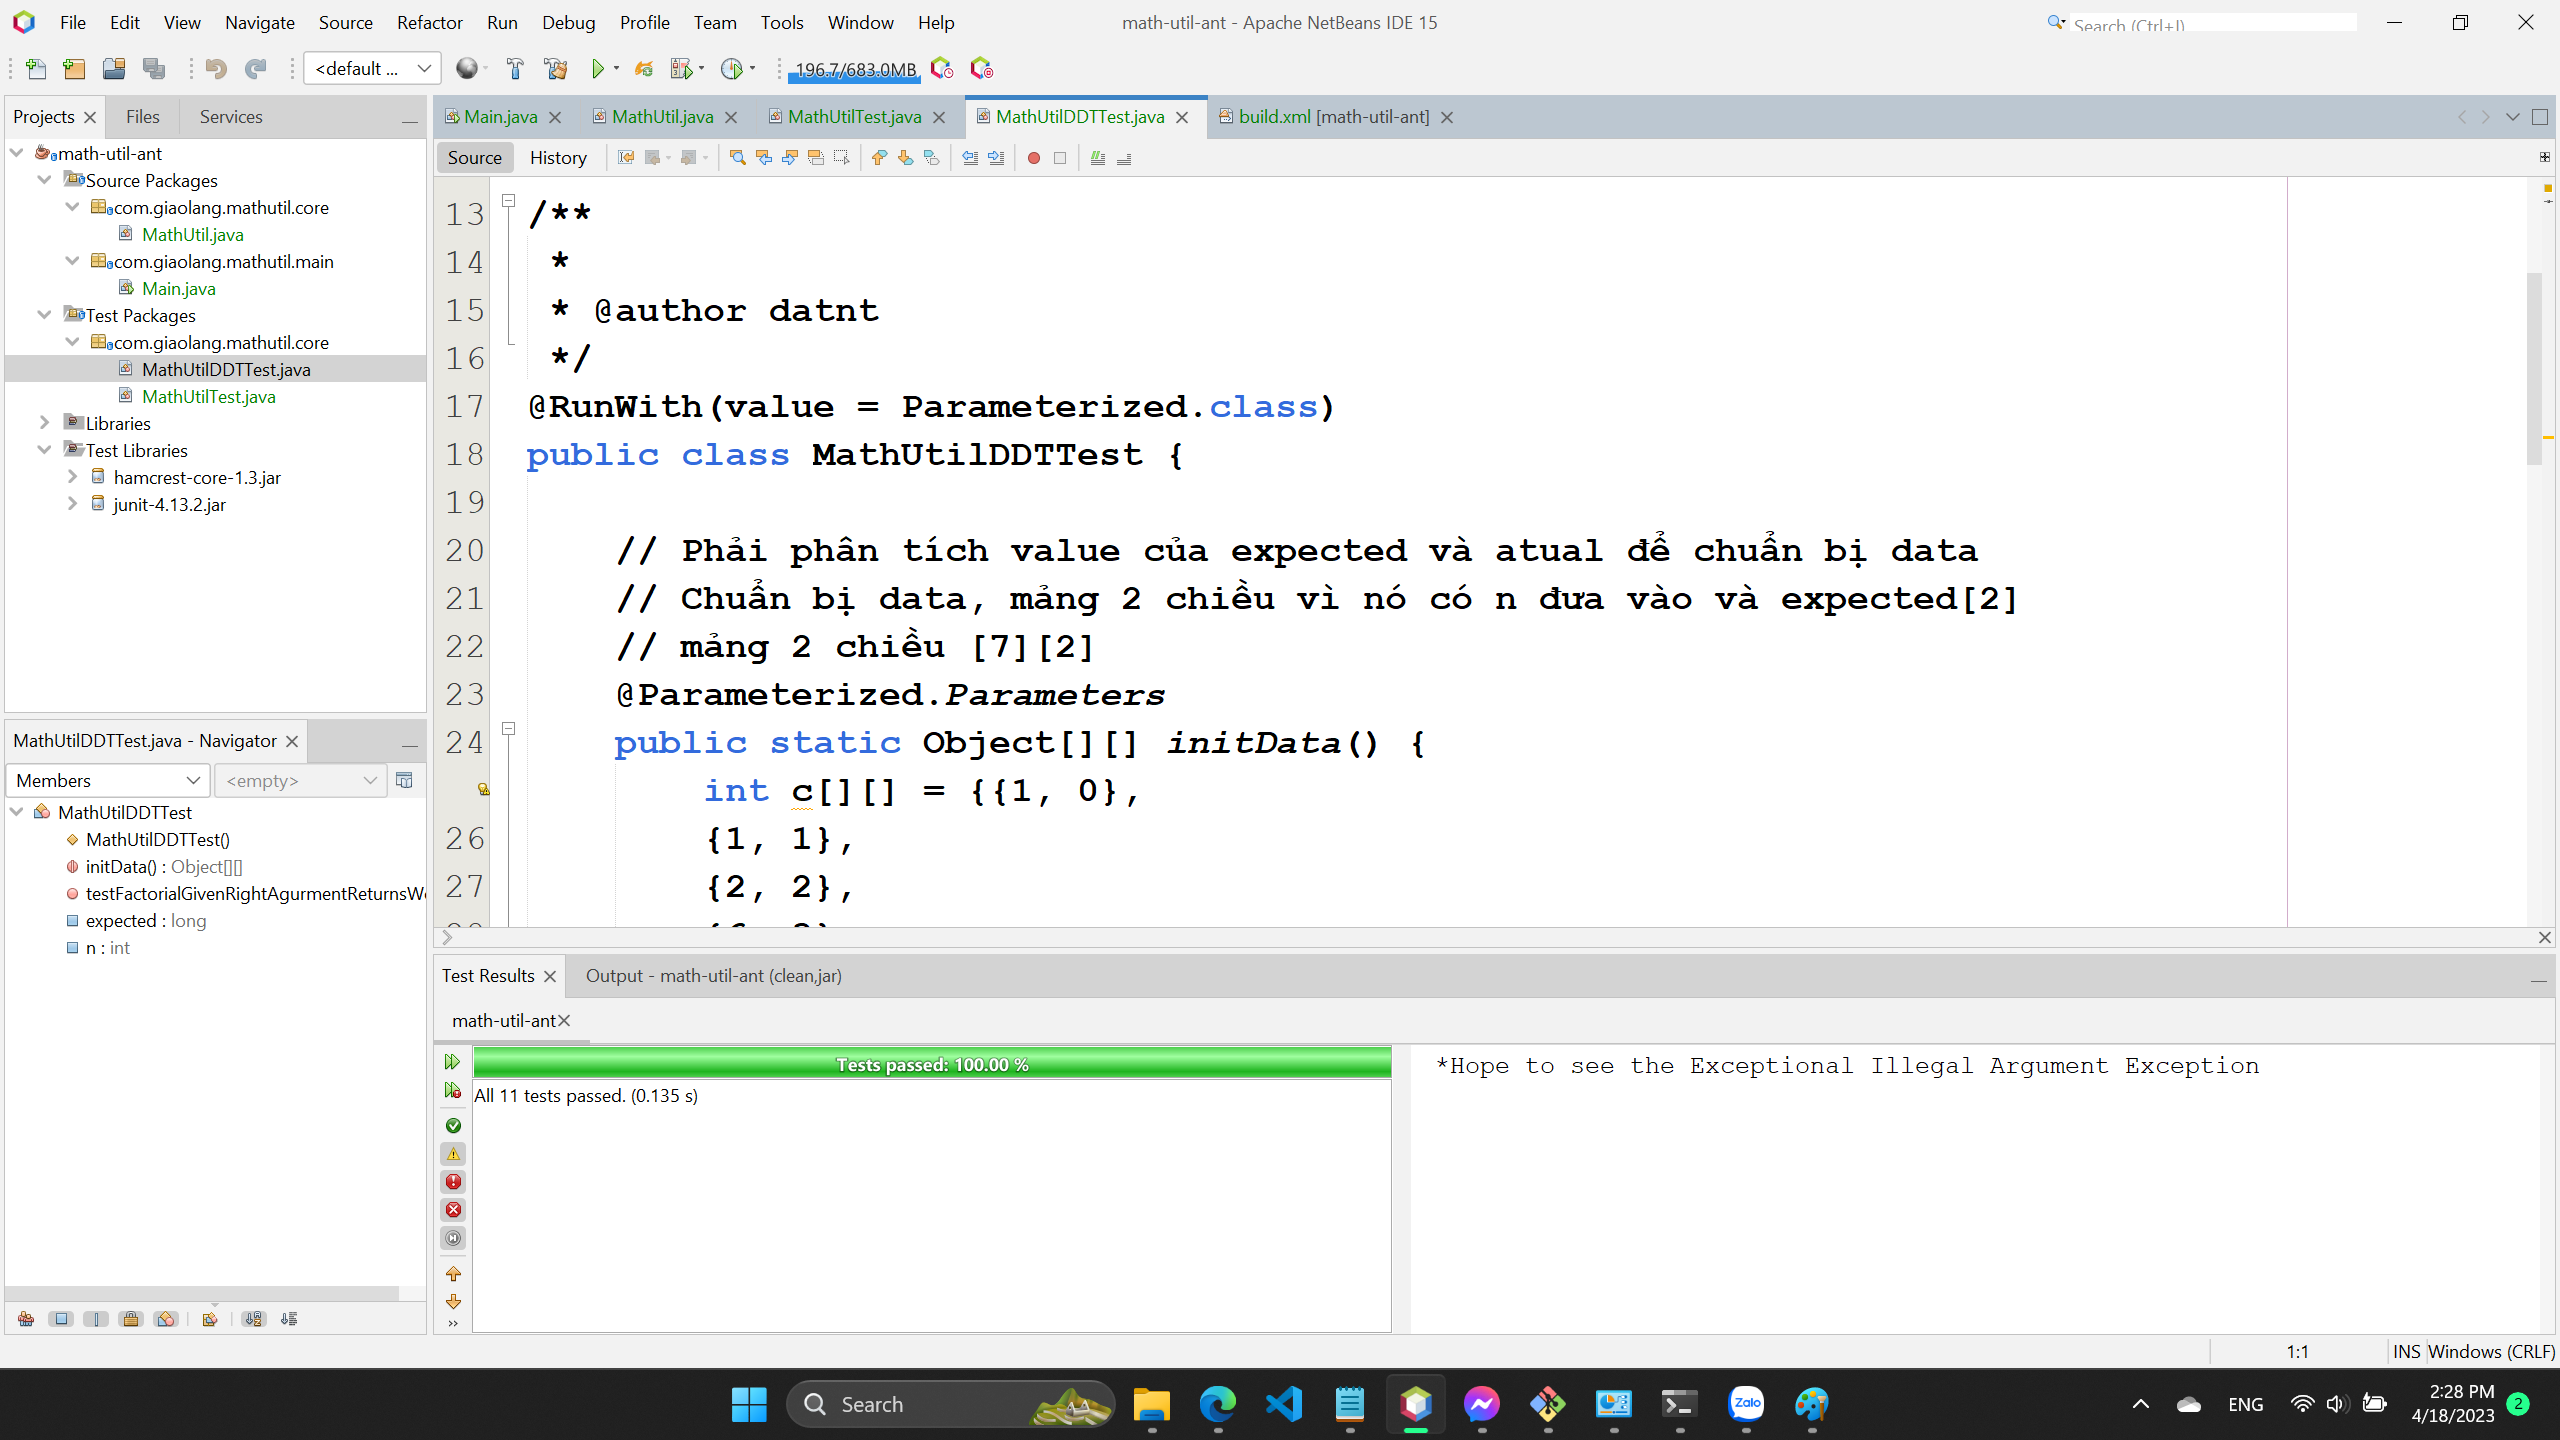 File Edit View Navigate Source Refactor Run Debug Profile Team Tools Window Help
math-util-ant - Apache NetBeans IDE 15
Search (Ctrl+I)
<default ...
196.7/683.0MB
Projects
Files
Services
math-util-ant
Source Packages
com.giaolang.mathutil.core
MathUtil.java
com.giaolang.mathutil.main
Main.java
Test Packages
com.giaolang.mathutil.core
MathUtilDDTTest.java
MathUtilTest.java
Libraries
Test Libraries
hamcrest-core-1.3.jar
junit-4.13.2.jar
MathUtilDDTTest.java - Navigator
Members
<empty>
MathUtilDDTTest
MathUtilDDTTest()
initData() : Object[][]
testFactorialGivenRightAgurmentReturnsW
expected : long
n : int
Main.java MathUtil.java MathUtilTest.java MathUtilDDTTest.java build.xml [math-util-ant]
Source History
13 /**
14 *
15 * @author datnt
16 */
17 @RunWith(value = Parameterized.class)
18 public class MathUtilDDTTest {
19
20 // Phải phân tích value của expected và atual để chuẩn bị data
21 // Chuẩn bị data, mảng 2 chiều vì nó có n đưa vào và expected[2]
22 // mảng 2 chiều [7][2]
23 @Parameterized.Parameters
24 public static Object[][] initData() {
int c[][] = {{1, 0},
26 {1, 1},
27 {2, 2},
Test Results
Output - math-util-ant (clean,jar)
math-util-ant
Tests passed: 100.00 %
All 11 tests passed. (0.135 s)
*Hope to see the Exceptional Illegal Argument Exception
1:1
INS
Windows (CRLF)
Search
Zalo
ENG
2:28 PM
4/18/2023
2